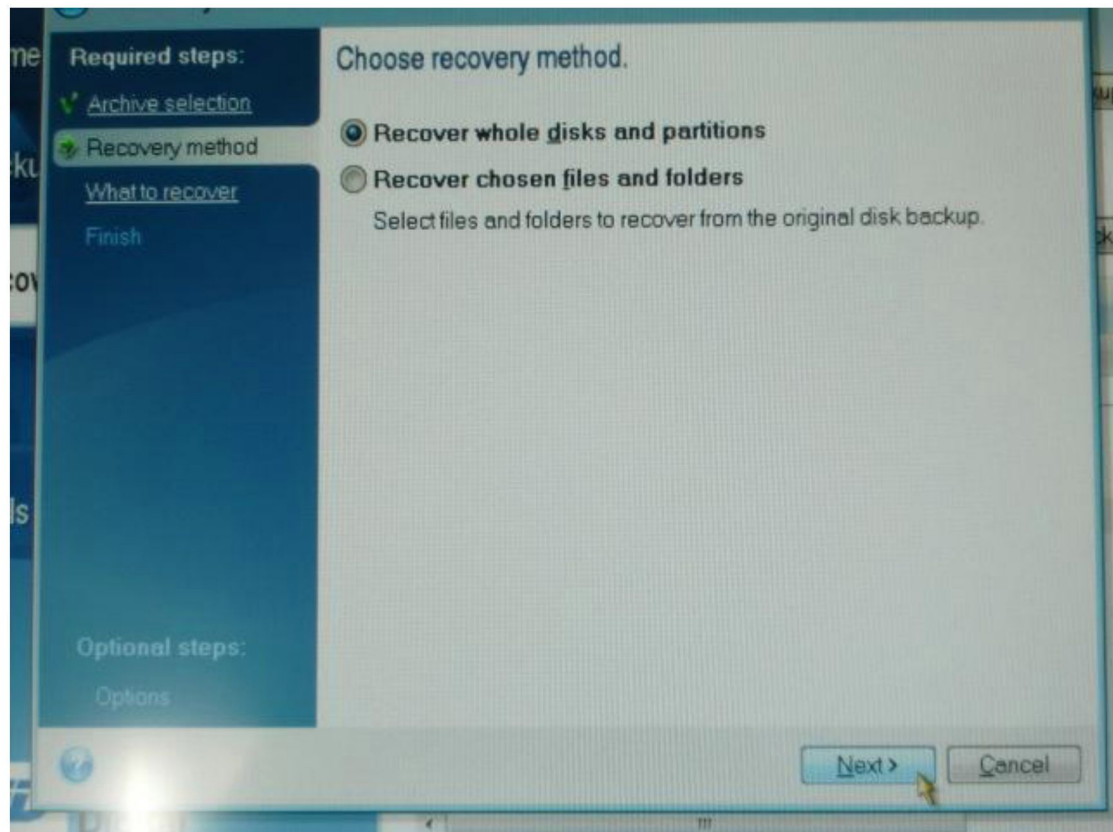 Required steps:
Archive selection
Recovery method
What to recover
Finish
Optional steps:
Options
Choose recovery method.
Recover whole disks and partitions
Recover chosen files and folders
Select files and folders to recover from the original disk backup.
Next >
Cancel